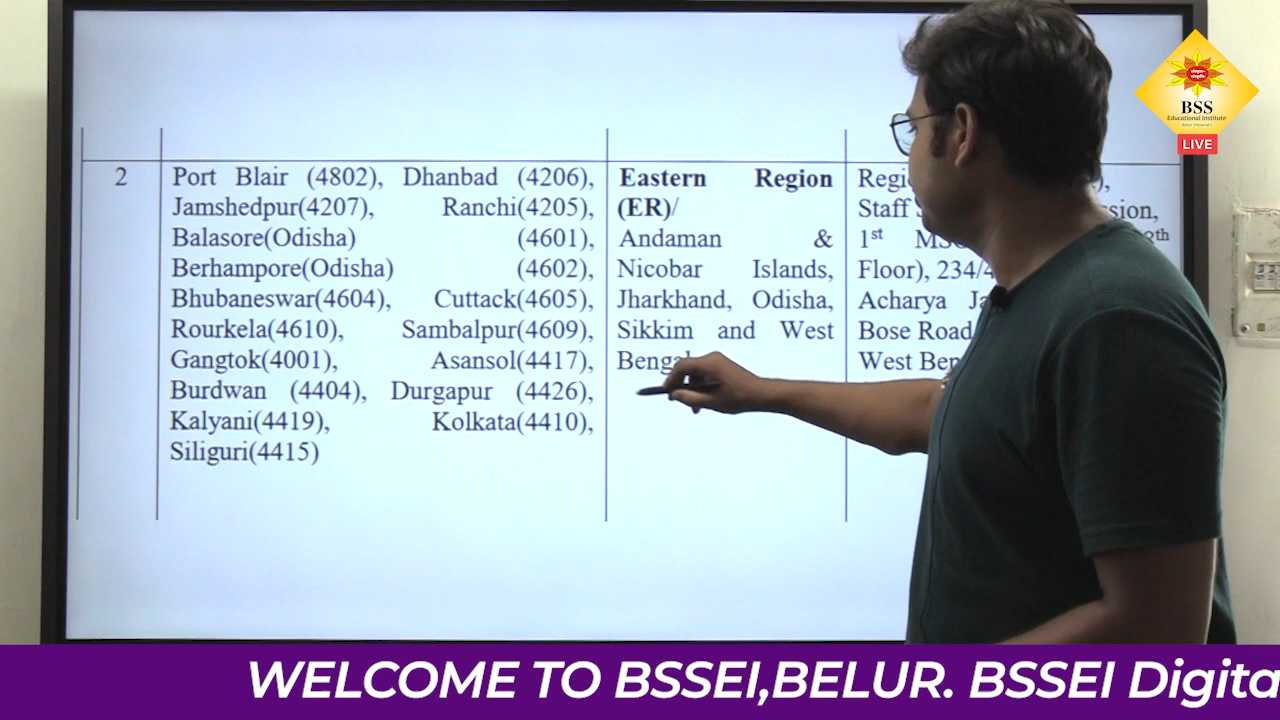 2
Port Blair (4802), Dhanbad (4206),
Jamshedpur(4207), Ranchi(4205),
Balasore(Odisha) (4601),
Berhampore(Odisha) (4602),
Bhubaneswar(4604), Cuttack(4605),
Rourkela(4610), Sambalpur(4609),
Gangtok(4001), Asansol(4417),
Burdwan (4404), Durgapur (4426),
Kalyani(4419), Kolkata(4410),
Siliguri(4415)
Eastern Region
(ER)/
Andaman &
Nicobar Islands,
Jharkhand, Odisha,
Sikkim and West
Staff
1st
Floor), 234/4
Acharya
Bose Road
West
BSS
Educational Institute
LIVE
WELCOME TO BSSEI,BELUR. BSSEI